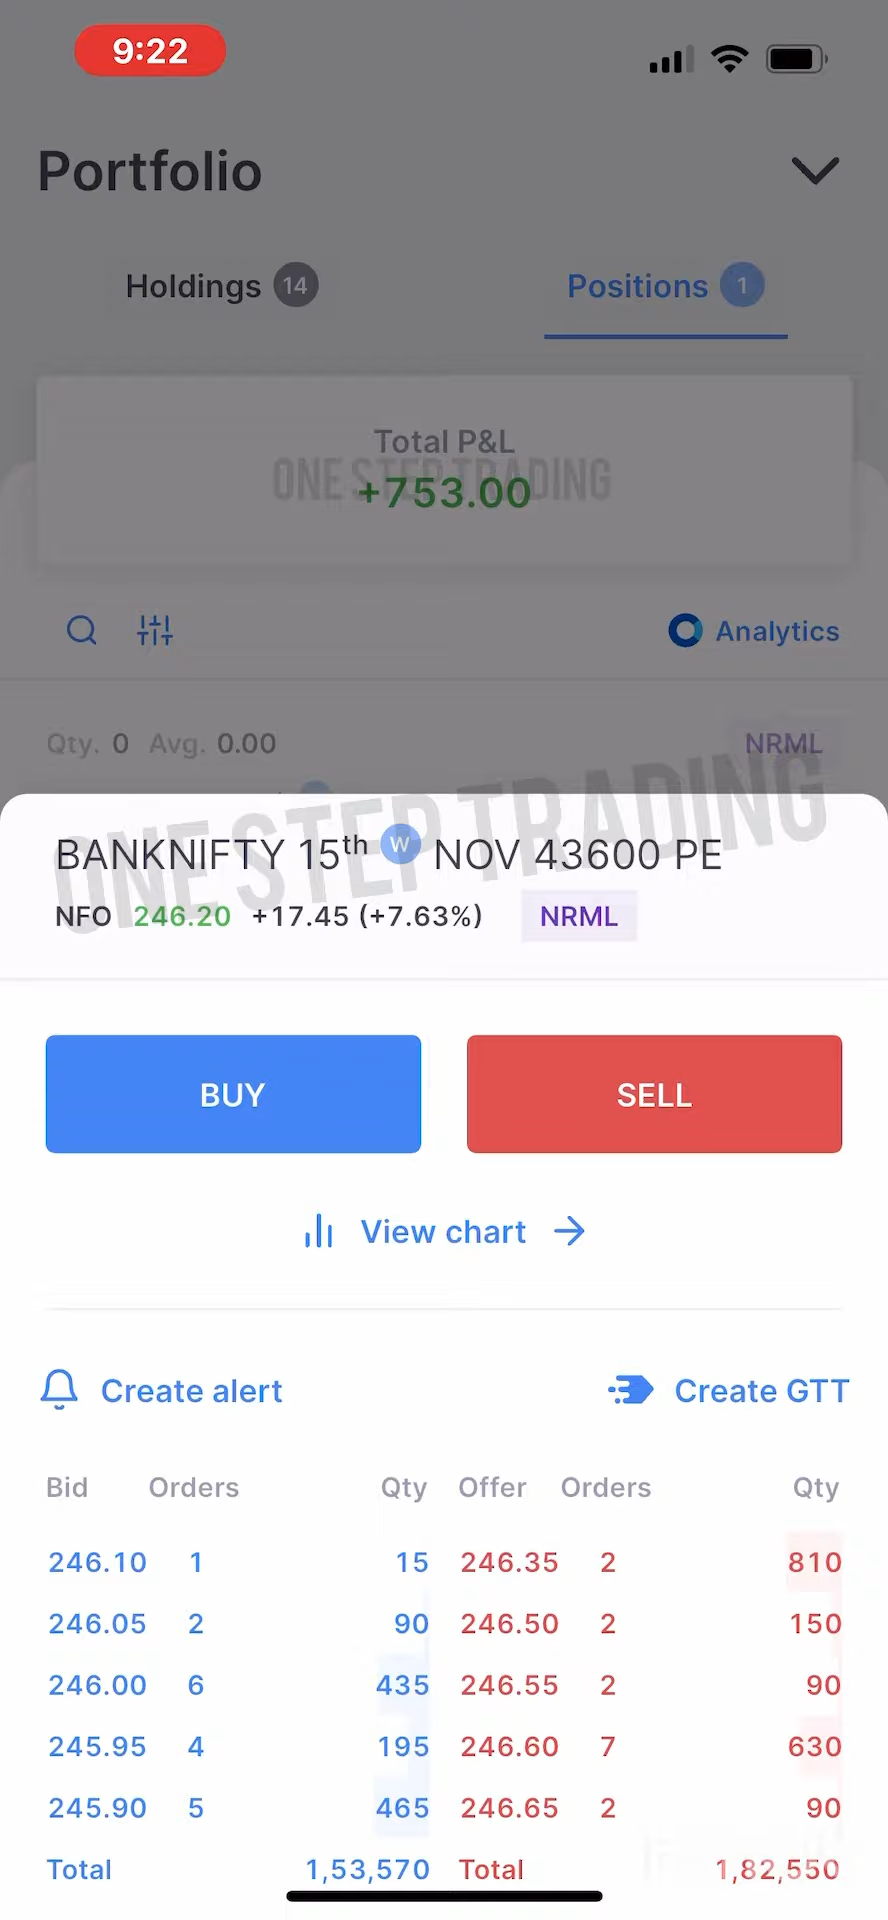 9:22
Portfolio
Holdings 14 Positions 1
Total P&L
ONE STEP TRADING
+753.00
Analytics
Qty. 0 Avg. 0.00 NRML
ONE STEP TRADING
BANKNIFTY 15th W NOV 43600 PE
NFO 246.20 +17.45 (+7.63%) NRML
BUY SELL
View chart →
Create alert Create GTT
Bid Orders Qty Offer Orders Qty
246.10 1 15 246.35 2 810
246.05 2 90 246.50 2 150
246.00 6 435 246.55 2 90
245.95 4 195 246.60 7 630
245.90 5 465 246.65 2 90
Total 1,53,570 Total 1,82,550